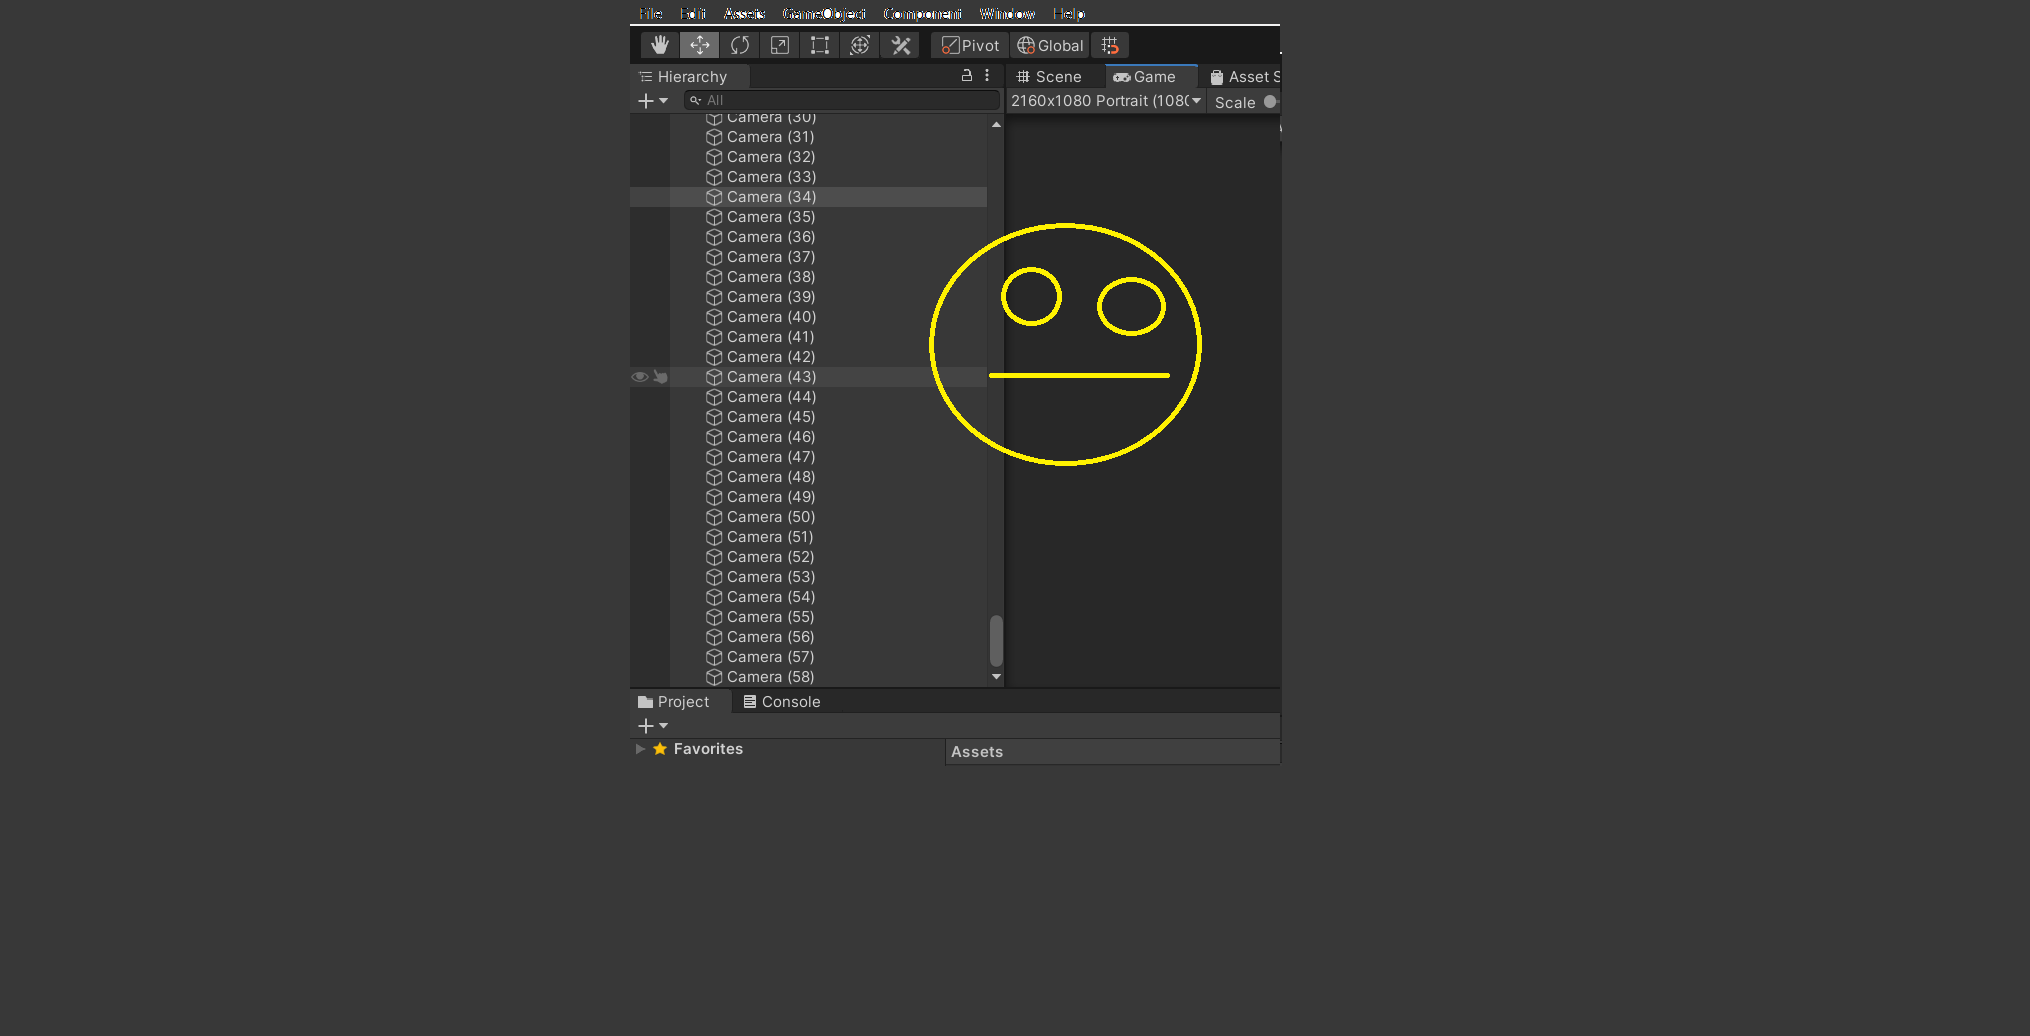 File Edit Assets GameObject Component Window Help
Pivot Global
Hierarchy Scene Game Asset S
All 2160x1080 Portrait (108( Scale
Camera (30)
Camera (31)
Camera (32)
Camera (33)
Camera (34)
Camera (35)
Camera (36)
Camera (37)
Camera (38)
Camera (39)
Camera (40)
Camera (41)
Camera (42)
Camera (43)
Camera (44)
Camera (45)
Camera (46)
Camera (47)
Camera (48)
Camera (49)
Camera (50)
Camera (51)
Camera (52)
Camera (53)
Camera (54)
Camera (55)
Camera (56)
Camera (57)
Camera (58)
Project Console
Favorites Assets